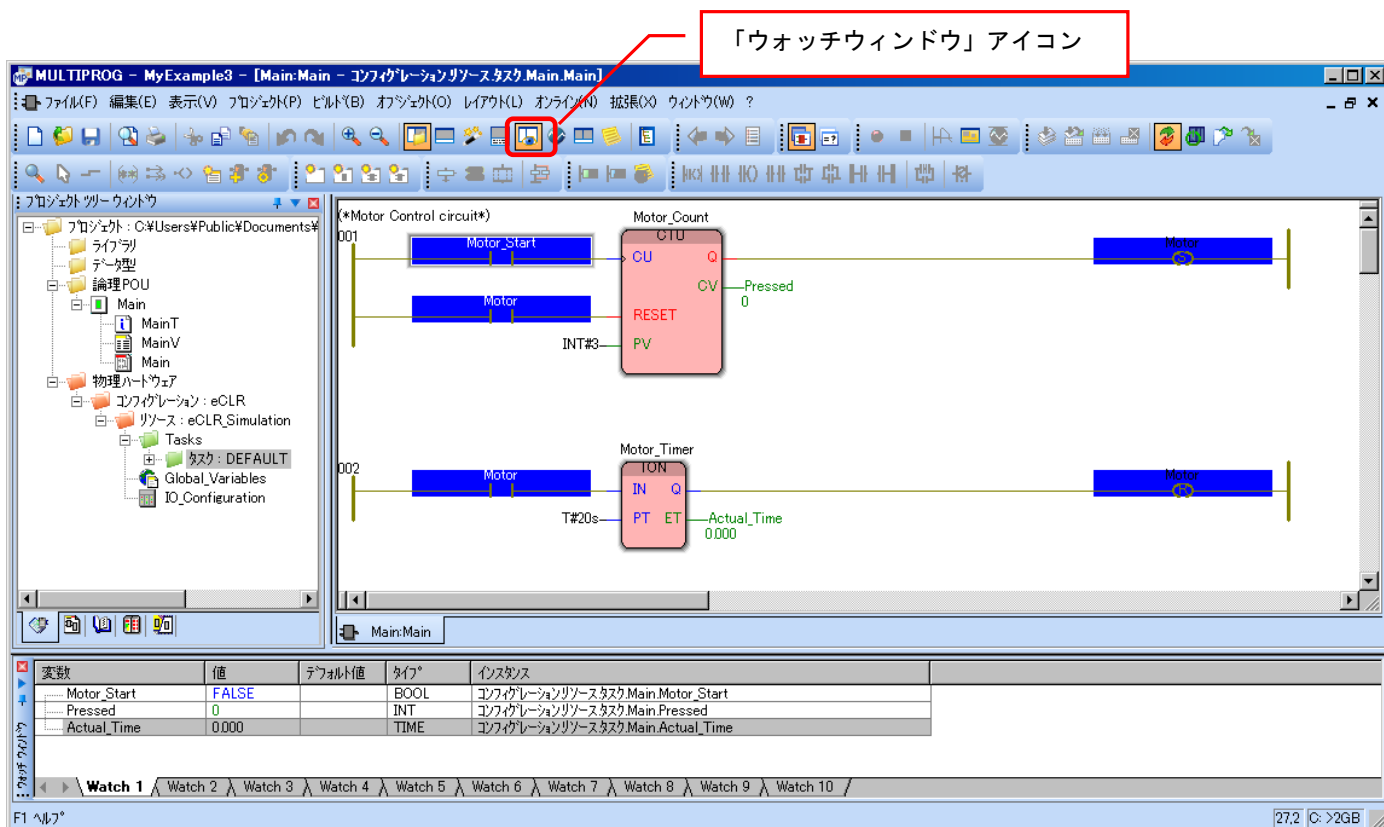 「ウォッチウィンドウ」アイコン
MULTIPROG - MyExample3 - [Main:Main - コンフィグレーション.リソース.タスク.Main.Main]
ファイル(F) 編集(E) 表示(V) プロジェクト(P) ビルド(B) オブジェクト(O) レイアウト(L) オンライン(N) 拡張(X) ウィンドウ(W) ?
プロジェクト ツリー ウィンドウ
プロジェクト : C:¥Users¥Public¥Documents¥
ライブラリ
データ型
論理POU
Main
MainT
MainV
Main
物理ハードウェア
コンフィグレーション : eCLR
リソース : eCLR_Simulation
Tasks
タスク : DEFAULT
Global_Variables
IO_Configuration
(*Motor Control circuit*)
001
Motor_Start
Motor_Count
CTU
CU Q
CV
Pressed
0
Motor
S
Motor
RESET
INT#3
PV
002
Motor
Motor_Timer
TON
IN Q
T#20s
PT ET
Actual_Time
0.000
Motor
R
Main:Main
変数 値 デフォルト値 タイプ インスタンス
Motor_Start FALSE BOOL コンフィグレーション.リソース.タスク.Main.Motor_Start
Pressed 0 INT コンフィグレーション.リソース.タスク.Main.Pressed
Actual_Time 0.000 TIME コンフィグレーション.リソース.タスク.Main.Actual_Time
ウォッチ ウィンドウ
Watch 1 Watch 2 Watch 3 Watch 4 Watch 5 Watch 6 Watch 7 Watch 8 Watch 9 Watch 10
F1 ヘルプ
27,2 C: >2GB